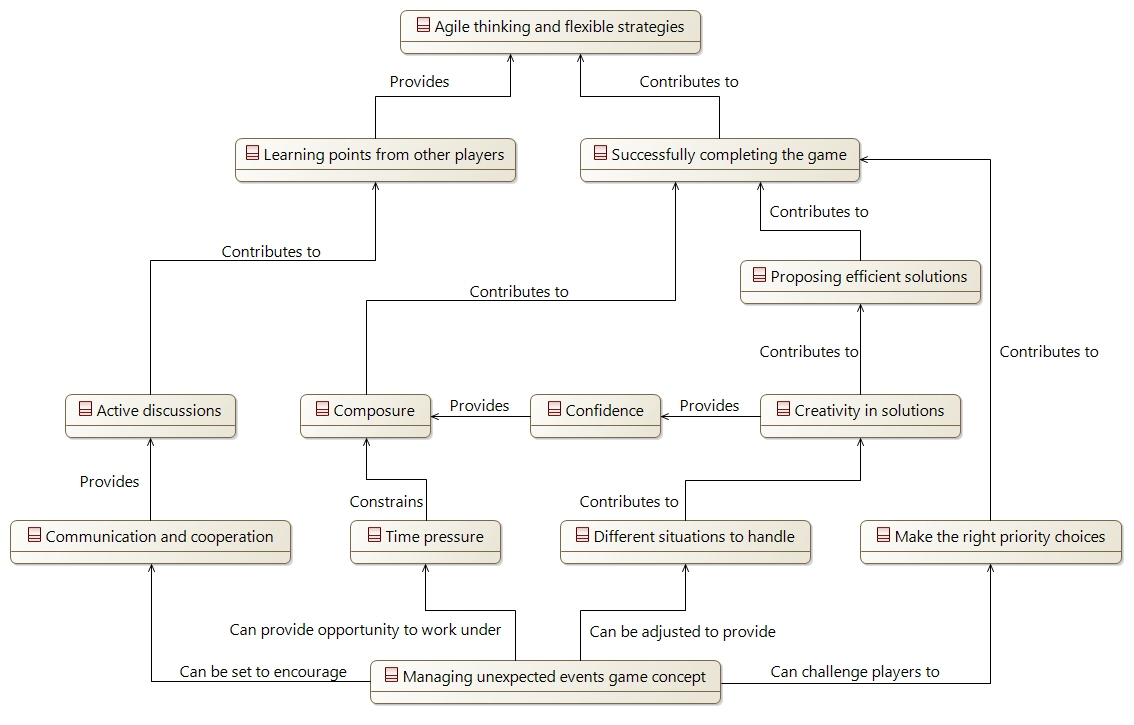 Agile thinking and flexible strategies
Provides
Contributes to
Learning points from other players
Successfully completing the game
Contributes to
Contributes to
Proposing efficient solutions
Contributes to
Contributes to
Contributes to
Active discussions
Composure
Provides
Confidence
Provides
Creativity in solutions
Provides
Constrains
Contributes to
Communication and cooperation
Time pressure
Different situations to handle
Make the right priority choices
Can provide opportunity to work under
Can be adjusted to provide
Can be set to encourage
Managing unexpected events game concept
Can challenge players to